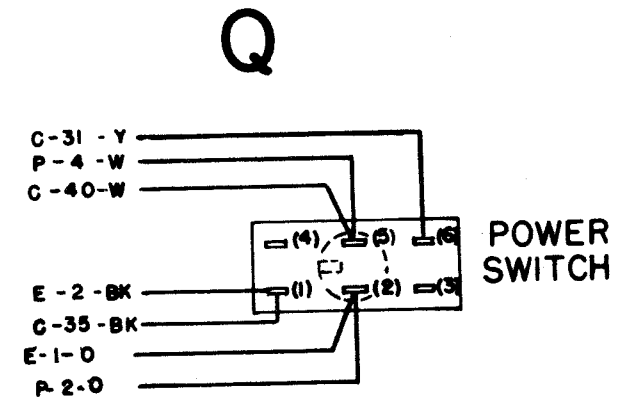 Q
C-31 - Y
P-4 -W
C-40-W
(4) (5) (6)
POWER
SWITCH
E-2-BK
(1) (2) (3)
C-35-BK
E-1-O
P-2-O